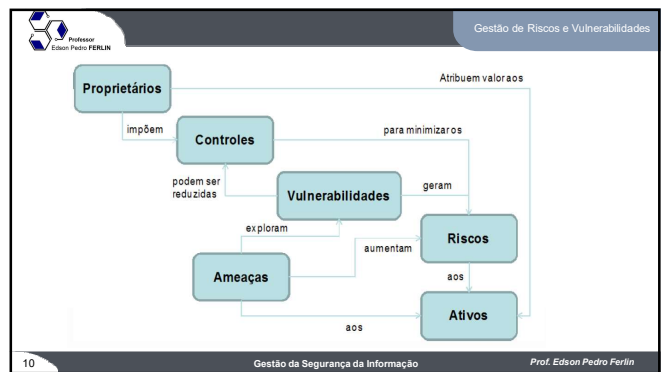 Professor
Edson Pedro FERLIN
Gestão de Riscos e Vulnerabilidades
Proprietários
Atribuem valor aos
impõem
Controles
para minimizar os
podem ser
reduzidas
Vulnerabilidades
geram
exploram
Riscos
aumentam
Ameaças
aos
Ativos
aos
10
Gestão da Segurança da Informação
Prof. Edson Pedro Ferlin